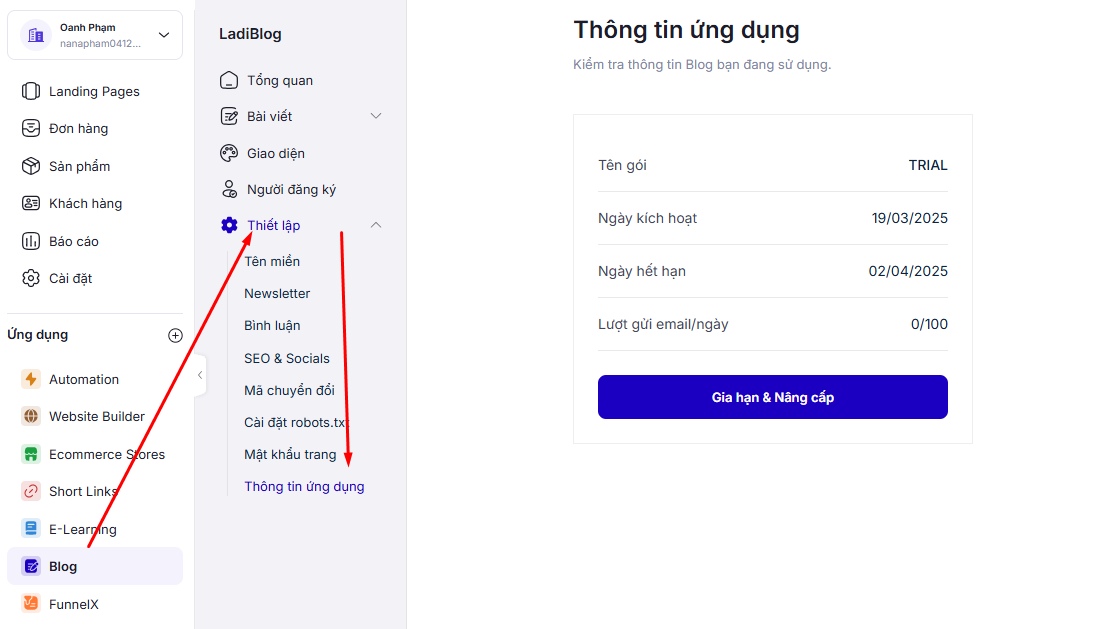 Oanh Phạm
nanapham0412...
Landing Pages
Đơn hàng
Sản phẩm
Khách hàng
Báo cáo
Cài đặt
Ứng dụng
Automation
Website Builder
Ecommerce Stores
Short Links
E-Learning
Blog
FunnelX
LadiBlog
Tổng quan
Bài viết
Giao diện
Người đăng ký
Thiết lập
Tên miền
Newsletter
Bình luận
SEO & Socials
Mã chuyển đổi
Cài đặt robots.txt
Mật khẩu trang
Thông tin ứng dụng
Thông tin ứng dụng
Kiểm tra thông tin Blog bạn đang sử dụng.
Tên gói TRIAL
Ngày kích hoạt 19/03/2025
Ngày hết hạn 02/04/2025
Lượt gửi email/ngày 0/100
Gia hạn & Nâng cấp